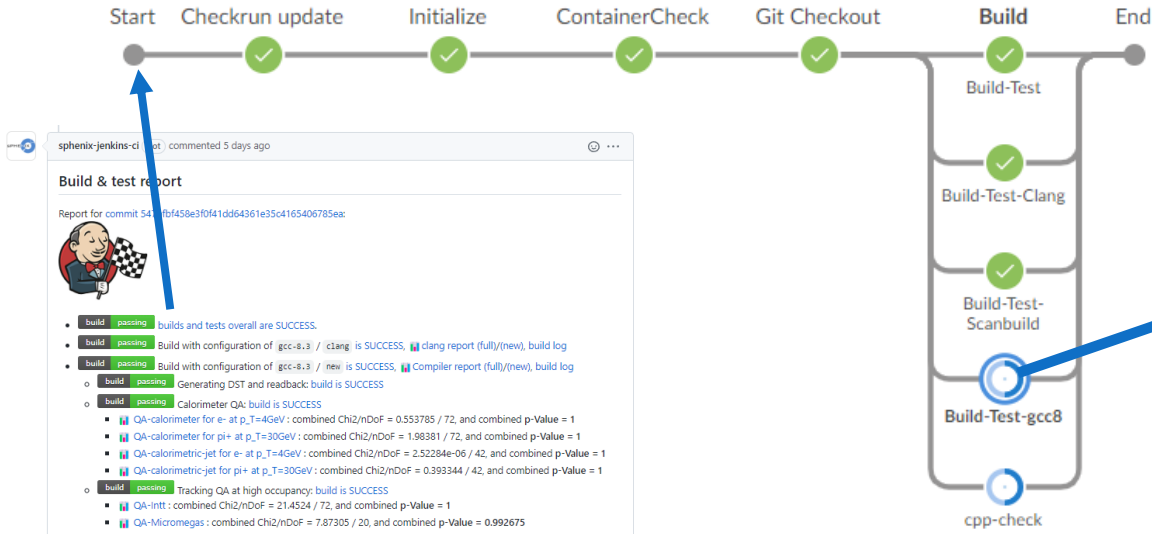 Start Checkrun update Initialize ContainerCheck Git Checkout Build End
Build-Test
Build-Test-Clang
Build-Test-
Scanbuild
Build-Test-gcc8
cpp-check
sphenix-jenkins-ci commented 5 days ago
Build & test report
Report for commit
build passing builds and tests overall are SUCCESS.
build passing Build with configuration of gcc-8.3 / clang is SUCCESS, clang report (full)/(new), build log
build passing Build with configuration of gcc-8.3 / new is SUCCESS, Compiler report (full)/(new), build log
build passing Generating DST and readback: build is SUCCESS
build passing Calorimeter QA: build is SUCCESS
QA-calorimeter for e- at p_T=4GeV : combined Chi2/nDoF = 0.553785 / 72, and combined p-Value = 1
QA-calorimeter for pi+ at p_T=30GeV : combined Chi2/nDoF = 1.98381 / 72, and combined p-Value = 1
QA-calorimetric-jet for e- at p_T=4GeV : combined Chi2/nDoF = 2.52284e-06 / 42, and combined p-Value = 1
QA-calorimetric-jet for pi+ at p_T=30GeV : combined Chi2/nDoF = 0.393344 / 42, and combined p-Value = 1
build passing Tracking QA at high occupancy: build is SUCCESS
QA-Intt : combined Chi2/nDoF = 21.4524 / 72, and combined p-Value = 1
QA-Micromegas : combined Chi2/nDoF = 7.87305 / 20, and combined p-Value = 0.992675